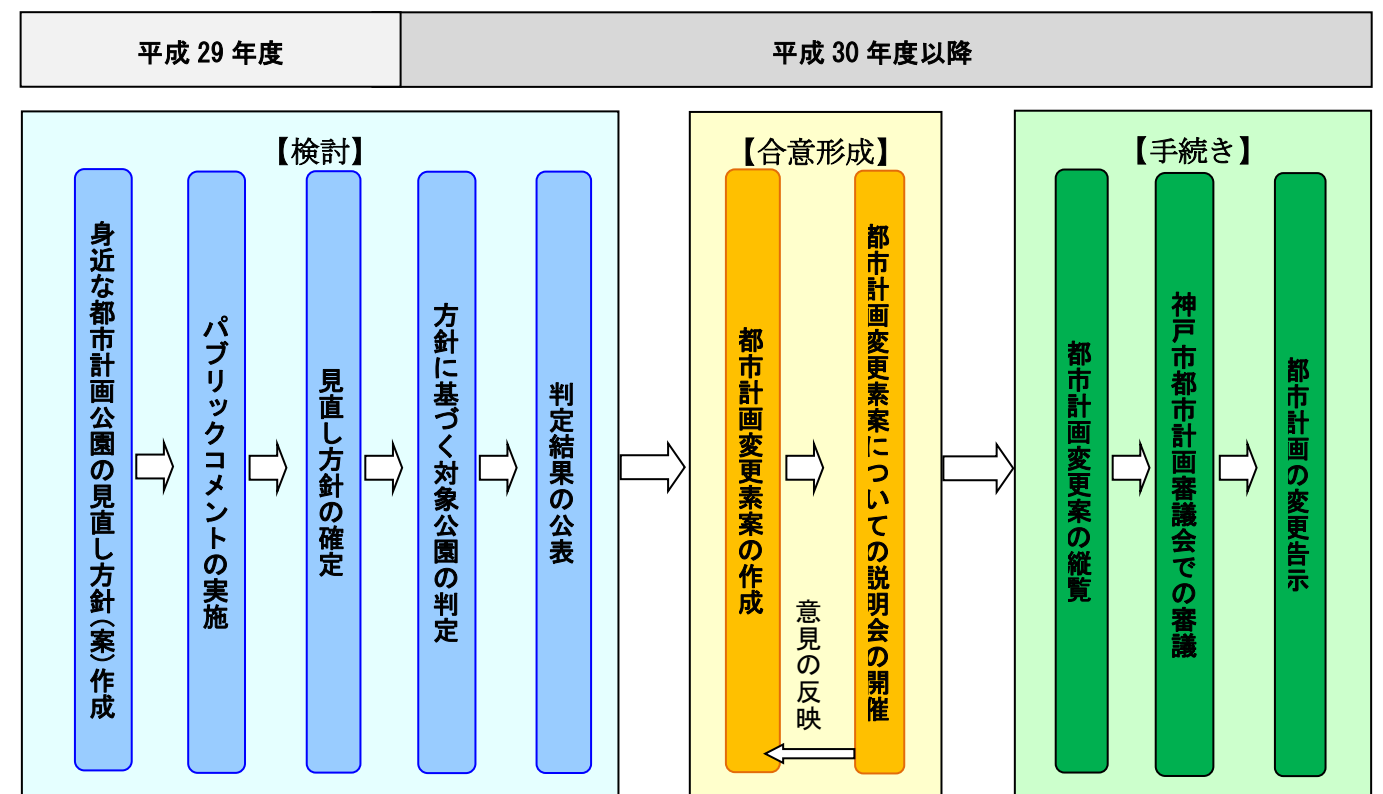 平成 29 年度
平成 30 年度以降
【検討】
身近な都市計画公園の見直し方針（案）作成
パブリックコメントの実施
見直し方針の確定
方針に基づく対象公園の判定
判定結果の公表
【合意形成】
都市計画変更素案の作成
意見の反映
都市計画変更素案についての説明会の開催
【手続き】
都市計画変更案の縦覧
神戸市都市計画審議会での審議
都市計画の変更告示